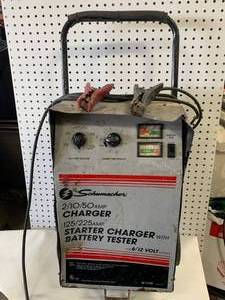 Schumacher
2/10/50 AMP
CHARGER
125/225 AMP
STARTER CHARGER WITH
BATTERY TESTER
6/12 VOLT